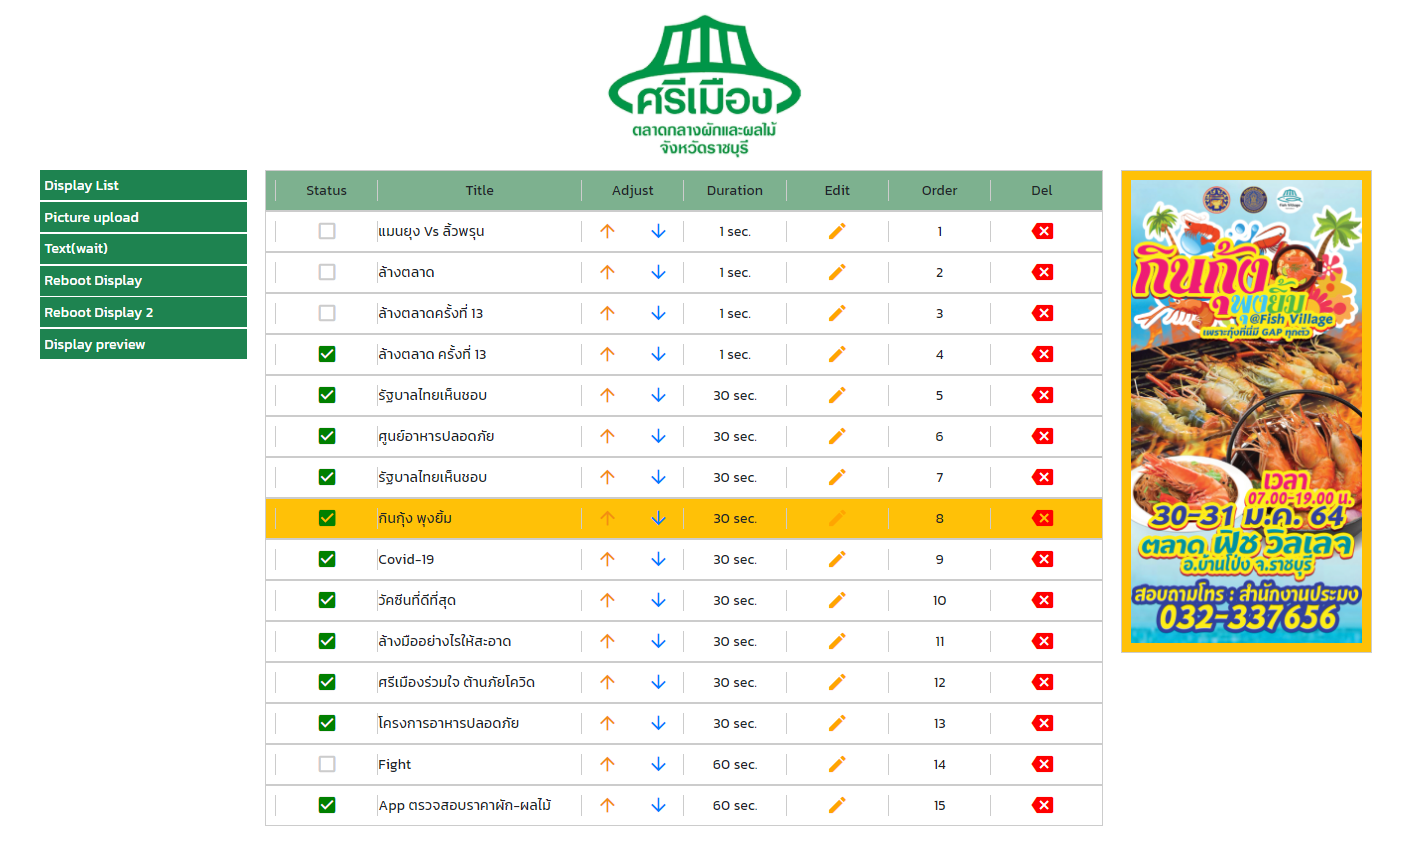 ศรีเมือง
ตลาดกลางผักและผลไม้
จังหวัดราชบุรี
Display List
Picture upload
Text(wait)
Reboot Display
Reboot Display 2
Display preview
Status Title Adjust Duration Edit Order Del
แมนยุง Vs ลิ้วพรุน 1 sec. 1
ล้างตลาด 1 sec. 2
ล้างตลาดครั้งที่ 13 1 sec. 3
ล้างตลาด ครั้งที่ 13 1 sec. 4
รัฐบาลไทยเห็นชอบ 30 sec. 5
ศูนย์อาหารปลอดภัย 30 sec. 6
รัฐบาลไทยเห็นชอบ 30 sec. 7
กินกุ้ง พุงยิ้ม 30 sec. 8
Covid-19 30 sec. 9
วัคซีนที่ดีที่สุด 30 sec. 10
ล้างมืออย่างไรให้สะอาด 30 sec. 11
ศรีเมืองร่วมใจ ต้านภัยโควิด 30 sec. 12
โครงการอาหารปลอดภัย 30 sec. 13
Fight 60 sec. 14
App ตรวจสอบราคาผัก-ผลไม้ 60 sec. 15
Fish Village
กินกุ้ง
พุงยิ้ม
@Fish Village
เพราะกุ้งที่นี่มี GAP ทุกตัว
เวลา
07.00-19.00 น.
30-31 ม.ค. 64
ตลาด ฟิช วิลเลจ
อ.บ้านโป่ง จ.ราชบุรี
สอบถามโทร : สำนักงานประมง
032-337656